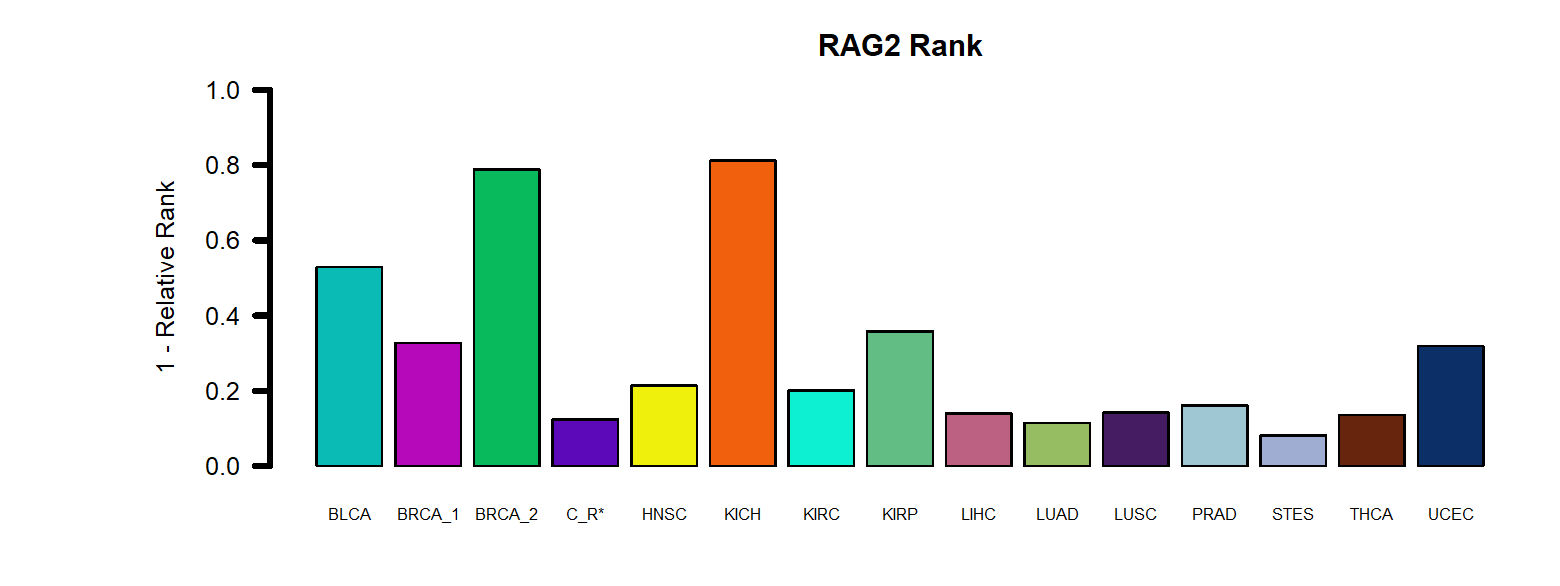 RAG2 Rank
1 - Relative Rank
1.0
0.8
0.6
0.4
0.2
0.0
BLCA BRCA_1 BRCA_2 C_R* HNSC KICH KIRC KIRP LIHC LUAD LUSC PRAD STES THCA UCEC